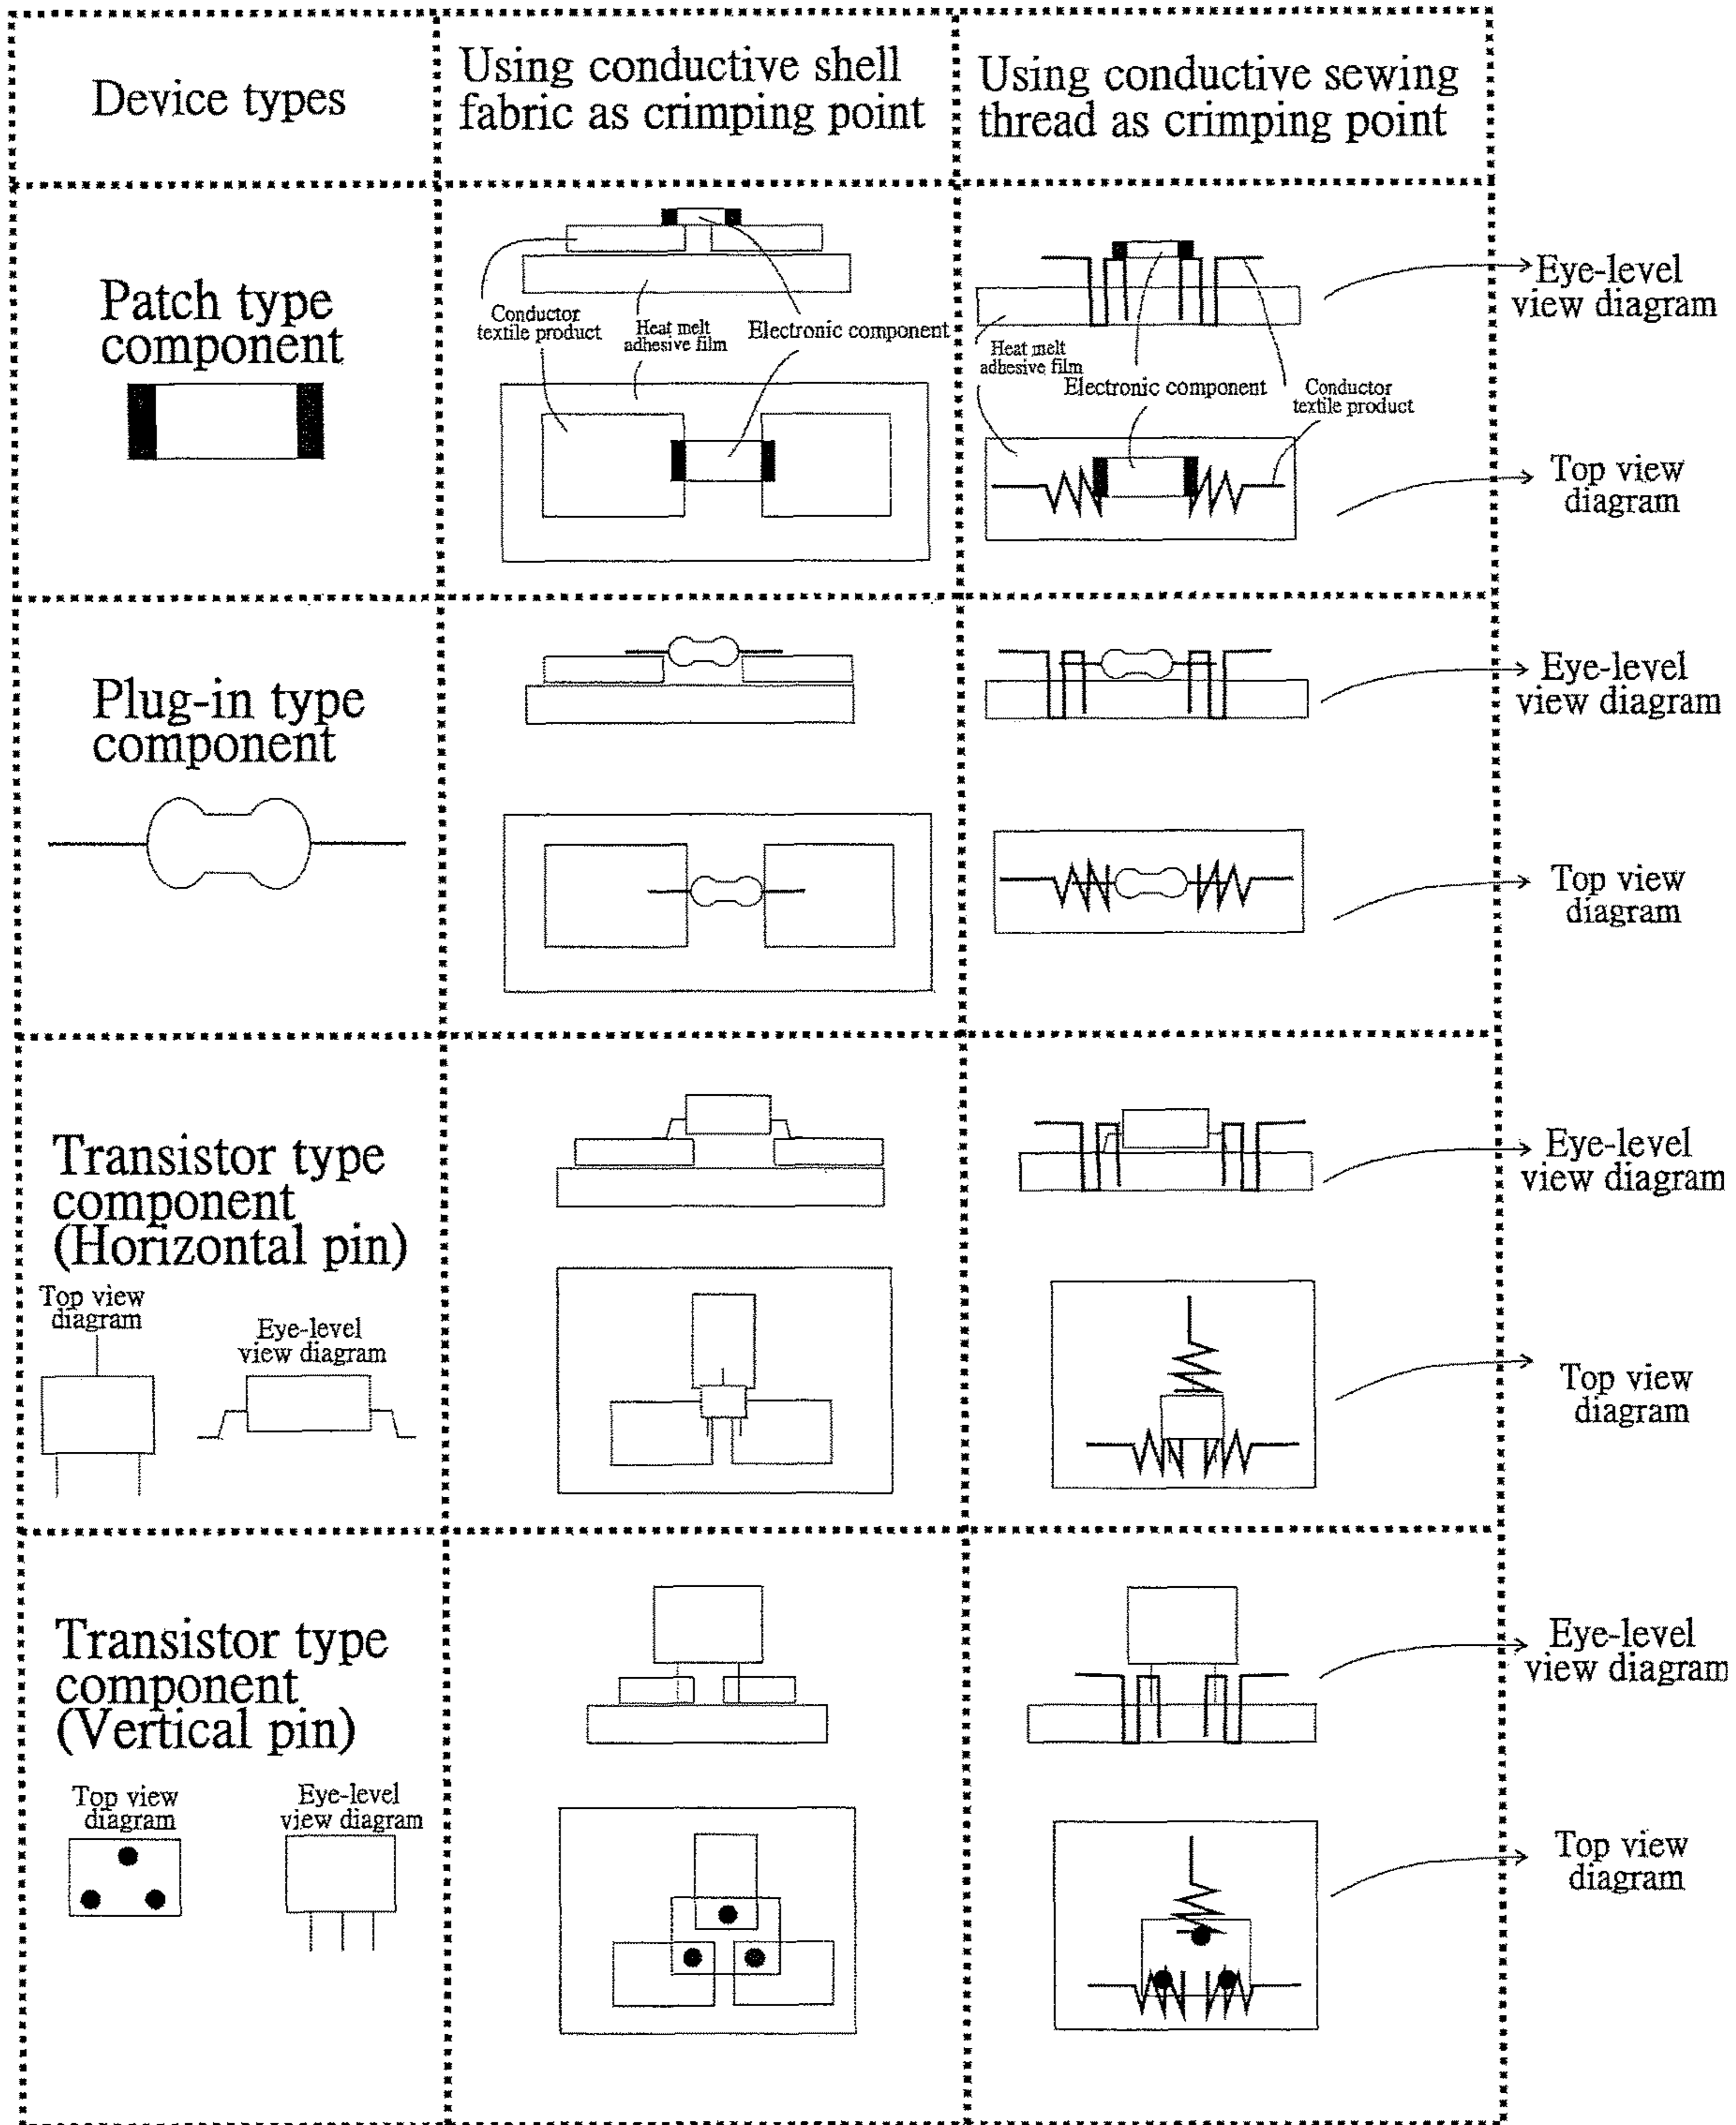 Device types
Using conductive shell
fabric as crimping point
Using conductive sewing
thread as crimping point
Patch type
component
Conductor
textile product
Heat melt
adhesive film
Electronic component
Heat melt
adhesive film
Electronic component
Conductor
textile product
Eye-level
view diagram
Top view
diagram
Plug-in type
component
Eye-level
view diagram
Top view
diagram
Transistor type
component
(Horizontal pin)
Top view
diagram
Eye-level
view diagram
Eye-level
view diagram
Top view
diagram
Transistor type
component
(Vertical pin)
Top view
diagram
Eye-level
view diagram
Eye-level
view diagram
Top view
diagram